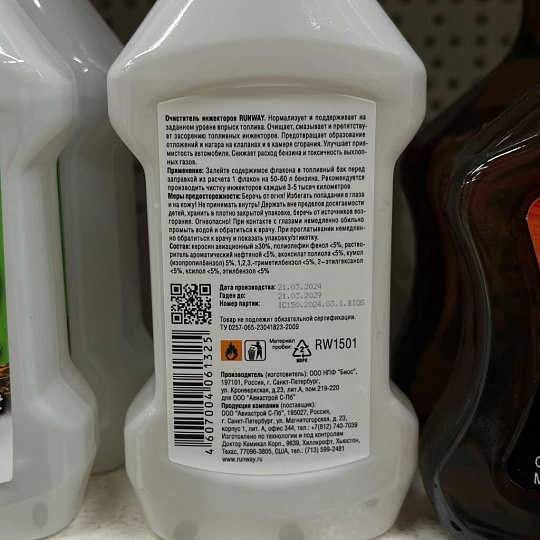 Очиститель инжекторов RUNWAY. Нормализует и поддерживает на
заданном уровне впрыск топлива. Очищает, смазывает и препятству-
ет засорению топливных инжекторов. Предотвращает образование
отложений и нагара на клапанах и в камере сгорания. Улучшает прие-
мистость автомобиля. Снижает расход бензина и токсичность выхлоп-
ных газов.
Применение: Залейте содержимое флакона в топливный бак перед
заправкой из расчета 1 флакон на 50-60 л бензина. Рекомендуется
производить чистку инжекторов каждые 3-5 тысяч километров
Меры предосторожности: Беречь от огня! Избегать попадания в глаза
и на кожу! Не принимать внутрь! Держать вне пределов досягаемости
детей, хранить в плотно закрытой упаковке, беречь от источников возго-
рания. Огнеопасно! При контакте с глазами немедленно обильно
промыть водой и обратиться к врачу. При проглатывании немедлен-
но обратиться к врачу и показать упаковку/этикетку.
Состав: керосин авиационный ≥30%, полиолефин фенол <5%, раство-
ритель ароматический нефтяной <5%, акоксилат полиола <5%, кумол
(изопропилбензол) 5%, 1,2,3,-триметилбензол <5%, 2–этилгексанол
<5%, ксилол <5%, этилбензол <5%
Дата производства: 21.03.2024
Годен до: 21.03.2029
Номер партии: IC150.2024.03.1.BIOS
Товар не подлежит обязательной сертификации.
ТУ 0257-065-23041823-2009
Материал
пробки:
2
HDPE
RW1501
4607004061325
Производитель (изготовитель): ООО НПФ "Биос",
197101, Россия, г. Санкт-Петербург,
ул. Кронверкская, д.23, лит.А, пом.219-220
для ООО "Авиастрой С-Пб"
Продукция компании (поставщик):
ООО "Авиастрой С-Пб", 195027, Россия,
г. Санкт-Петербург, ул. Магнитогорская, д. 23,
корпус 1, лит. А, офис 344, тел.: +7(812) 740-7039
Изготовлено по технологии и под контролем
Доктор Кемикал Корп., 9639, Хиллкрофт, Хьюстон,
Техас, 77096-3805, США, тел.: (713) 599-2481
www.runway.ru